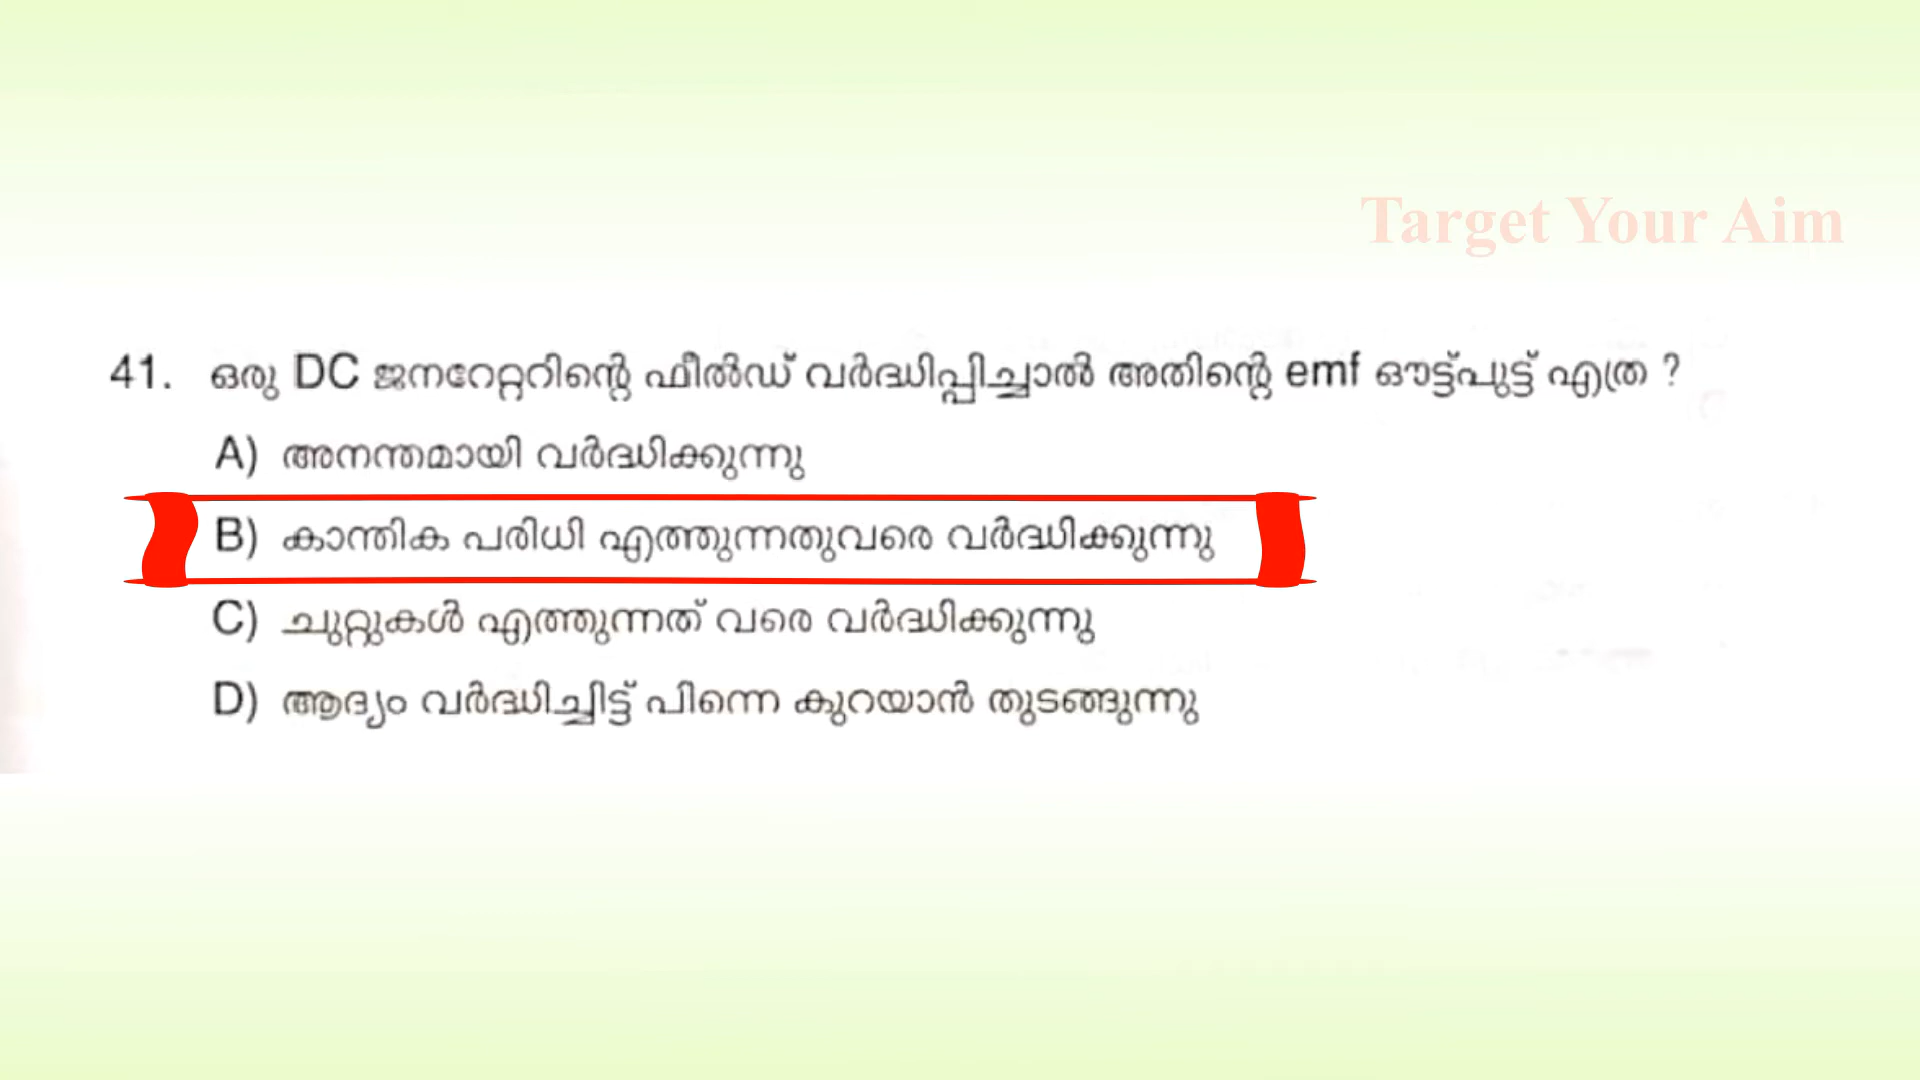 Target Your Aim
41. ഒരു DC ജനറേറ്ററിന്റെ ഫീൽഡ് വർദ്ധിപ്പിച്ചാൽ അതിന്റെ emf ഔട്ട്പുട്ട് എത്ര ?
A) അനന്തമായി വർദ്ധിക്കുന്നു
B) കാന്തിക പരിധി എത്തുന്നതുവരെ വർദ്ധിക്കുന്നു
C) ചുറ്റുകൾ എത്തുന്നത് വരെ വർദ്ധിക്കുന്നു
D) ആദ്യം വർദ്ധിച്ചിട്ട് പിന്നെ കുറയാൻ തുടങ്ങുന്നു